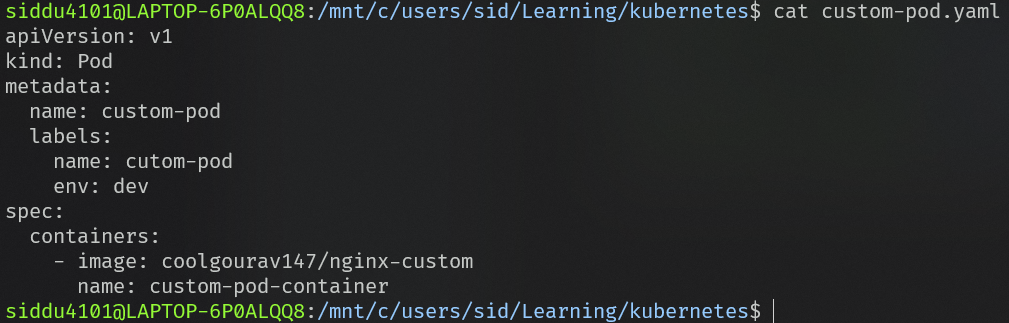 siddu4101@LAPTOP-6P0ALQQ8:/mnt/c/users/sid/Learning/kubernetes$ cat custom-pod.yaml
apiVersion: v1
kind: Pod
metadata:
  name: custom-pod
  labels:
    name: cutom-pod
    env: dev
spec:
  containers:
    - image: coolgourav147/nginx-custom
      name: custom-pod-container
siddu4101@LAPTOP-6P0ALQQ8:/mnt/c/users/sid/Learning/kubernetes$